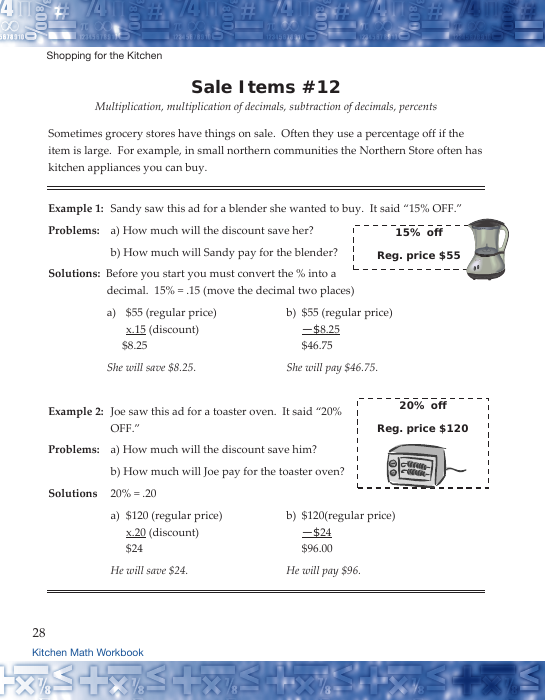 Shopping for the Kitchen
Sale Items #12
Multiplication, multiplication of decimals, subtraction of decimals, percents
Sometimes grocery stores have things on sale. Often they use a percentage off if the
item is large. For example, in small northern communities the Northern Store often has
kitchen appliances you can buy.
Example 1: Sandy saw this ad for a blender she wanted to buy. It said “15% OFF.”
Problems: a) How much will the discount save her?
b) How much will Sandy pay for the blender?
15% off
Reg. price $55
Solutions: Before you start you must convert the % into a
decimal. 15% = .15 (move the decimal two places)
a) $55 (regular price)
x.15 (discount)
$8.25
She will save $8.25.
b) $55 (regular price)
—$8.25
$46.75
She will pay $46.75.
Example 2: Joe saw this ad for a toaster oven. It said “20%
OFF.”
20% off
Reg. price $120
Problems: a) How much will the discount save him?
b) How much will Joe pay for the toaster oven?
Solutions 20% = .20
a) $120 (regular price)
x.20 (discount)
$24
He will save $24.
b) $120(regular price)
—$24
$96.00
He will pay $96.
28
Kitchen Math Workbook